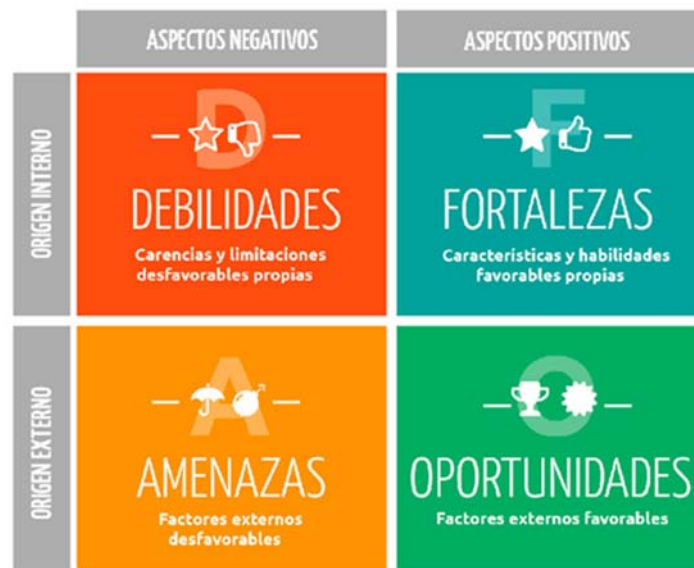 ASPECTOS NEGATIVOS
ASPECTOS POSITIVOS
ORIGEN INTERNO
D
DEBILIDADES
Carencias y limitaciones
desfavorables propias
F
FORTALEZAS
Características y habilidades
favorables propias
ORIGEN EXTERNO
A
AMENAZAS
Factores externos
desfavorables
O
OPORTUNIDADES
Factores externos favorables